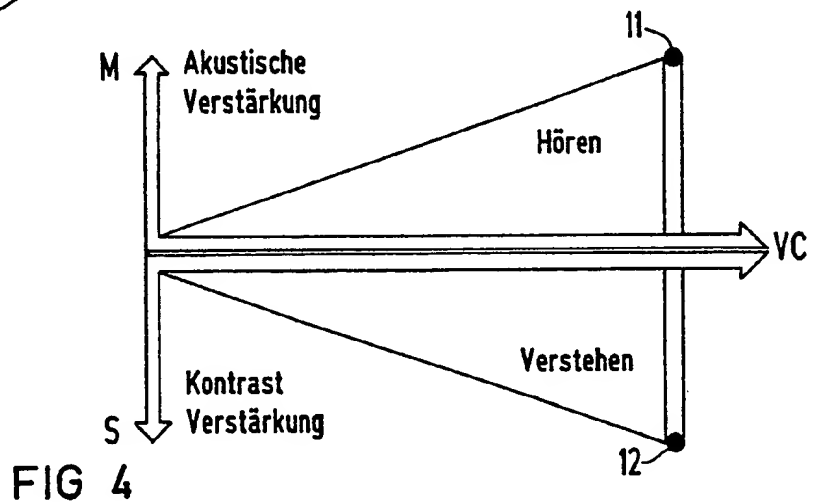 11
M Akustische
Verstärkung
Hören
VC
Verstehen
Kontrast
S Verstärkung
12
FIG 4